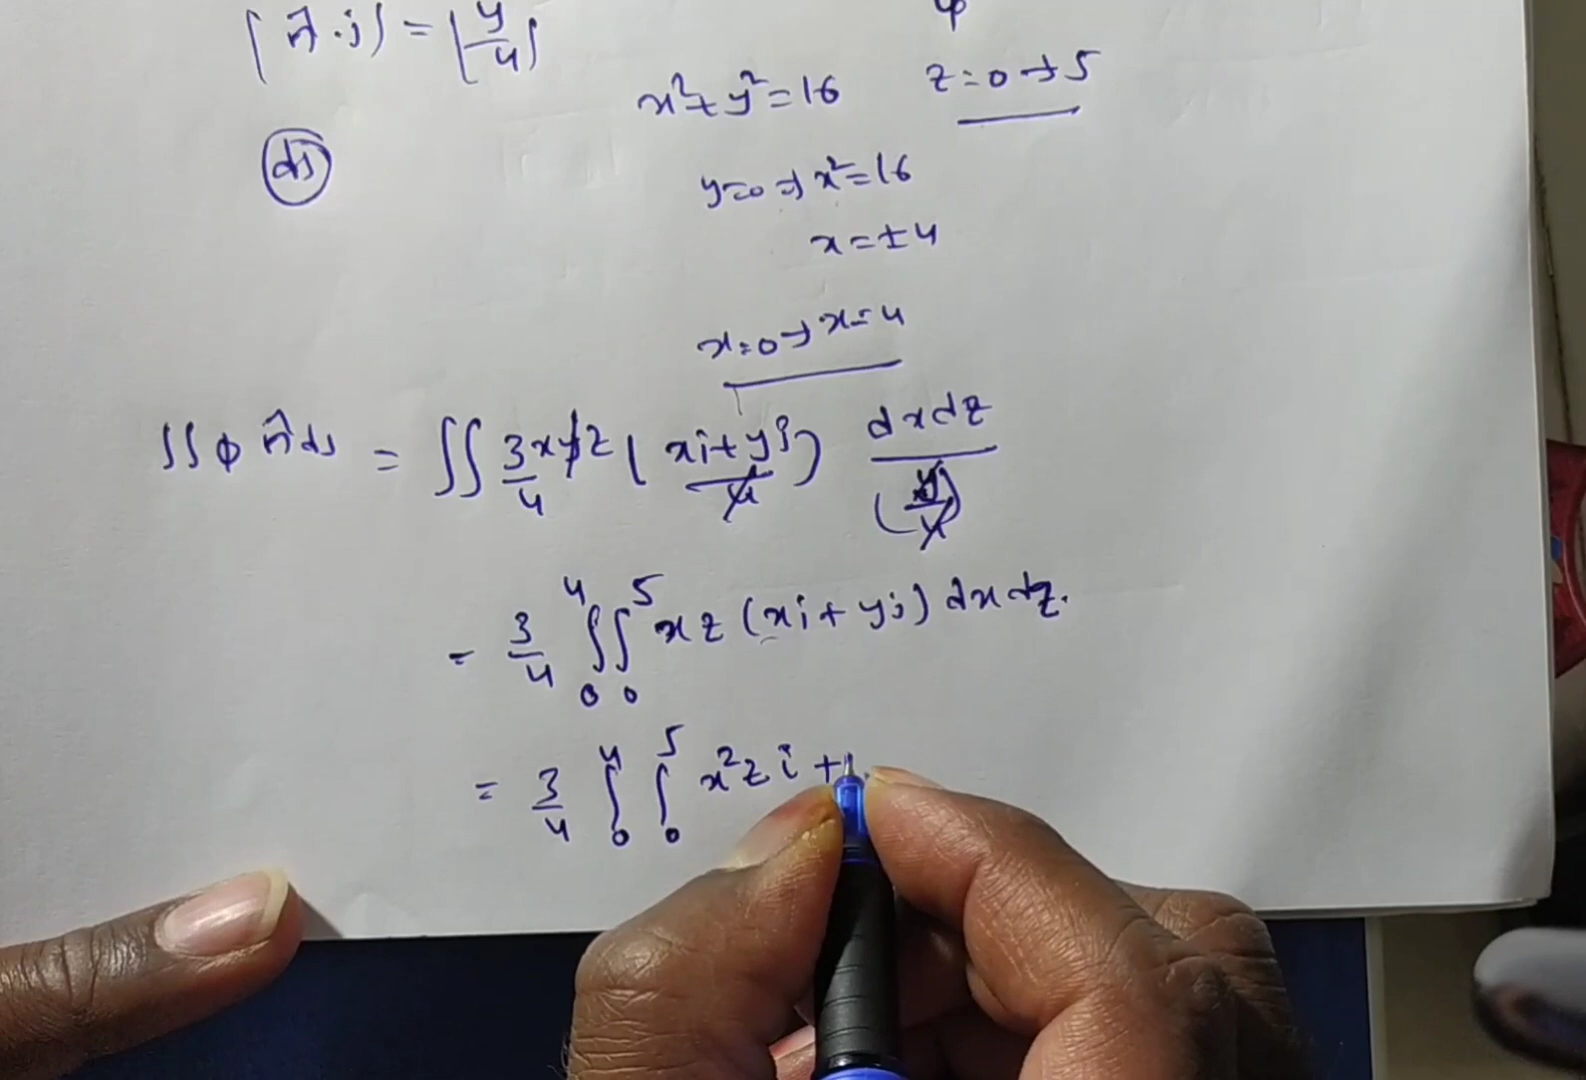 |n̂·j| = |y/4|
φ
x²+y²=16
z=0→5
ds
y=0⇒x²=16
x=±4
x=0→x=4
∫∫φ n̂ ds = ∫∫ 3/4 xyz (xi+yj/4) dxdz/(y/4)
= 3/4 ∫₀⁴∫₀⁵ xz(xi+yj) dxdz.
= 3/4 ∫₀⁴ ∫₀⁵ x²zi+